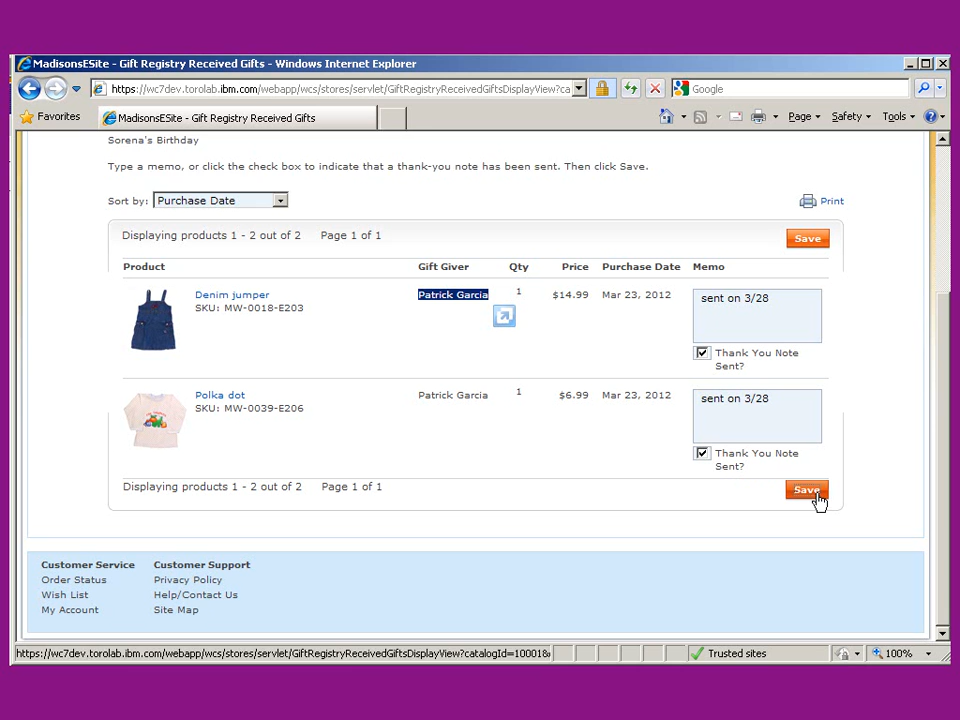 MadisonsESite - Gift Registry Received Gifts - Windows Internet Explorer
https://wc7dev.torolab.ibm.com/webapp/wcs/stores/servlet/GiftRegistryReceivedGiftsDisplayView?ca
Google
Favorites
MadisonsESite - Gift Registry Received Gifts
Page
Safety
Tools
Sorena's Birthday
Type a memo, or click the check box to indicate that a thank-you note has been sent. Then click Save.
Sort by: Purchase Date
Print
Displaying products 1 - 2 out of 2 Page 1 of 1
Save
Product Gift Giver Qty Price Purchase Date Memo
Denim jumper Patrick Garcia 1 $14.99 Mar 23, 2012 sent on 3/28
SKU: MW-0018-E203
Thank You Note
Sent?
Polka dot Patrick Garcia 1 $6.99 Mar 23, 2012 sent on 3/28
SKU: MW-0039-E206
Thank You Note
Sent?
Displaying products 1 - 2 out of 2 Page 1 of 1
Save
Customer Service Customer Support
Order Status Privacy Policy
Wish List Help/Contact Us
My Account Site Map
https://wc7dev.torolab.ibm.com/webapp/wcs/stores/servlet/GiftRegistryReceivedGiftsDisplayView?catalogId=10001&
Trusted sites
100%